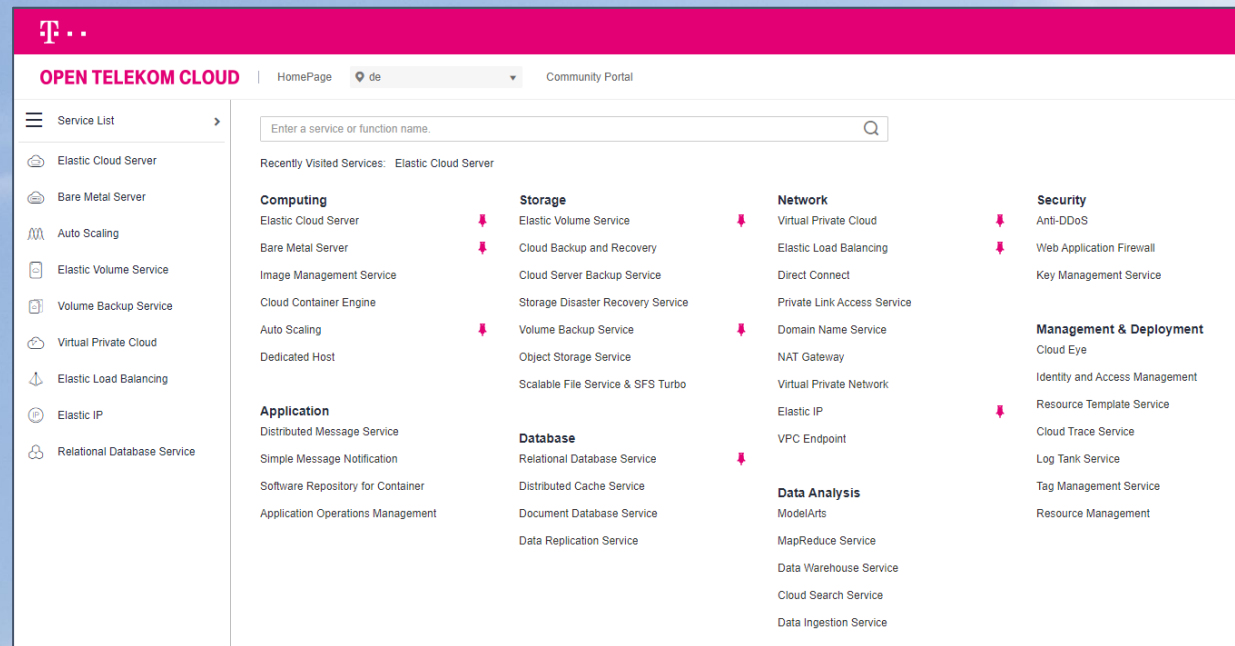 T
OPEN TELEKOM CLOUD | HomePage de Community Portal
Service List
Elastic Cloud Server
Bare Metal Server
Auto Scaling
Elastic Volume Service
Volume Backup Service
Virtual Private Cloud
Elastic Load Balancing
IP Elastic IP
Relational Database Service
Enter a service or function name.
Recently Visited Services: Elastic Cloud Server
Computing
Elastic Cloud Server
Bare Metal Server
Image Management Service
Cloud Container Engine
Auto Scaling
Dedicated Host
Application
Distributed Message Service
Simple Message Notification
Software Repository for Container
Application Operations Management
Storage
Elastic Volume Service
Cloud Backup and Recovery
Cloud Server Backup Service
Storage Disaster Recovery Service
Volume Backup Service
Object Storage Service
Scalable File Service & SFS Turbo
Database
Relational Database Service
Distributed Cache Service
Document Database Service
Data Replication Service
Network
Virtual Private Cloud
Elastic Load Balancing
Direct Connect
Private Link Access Service
Domain Name Service
NAT Gateway
Virtual Private Network
Elastic IP
VPC Endpoint
Data Analysis
ModelArts
MapReduce Service
Data Warehouse Service
Cloud Search Service
Data Ingestion Service
Security
Anti-DDoS
Web Application Firewall
Key Management Service
Management & Deployment
Cloud Eye
Identity and Access Management
Resource Template Service
Cloud Trace Service
Log Tank Service
Tag Management Service
Resource Management